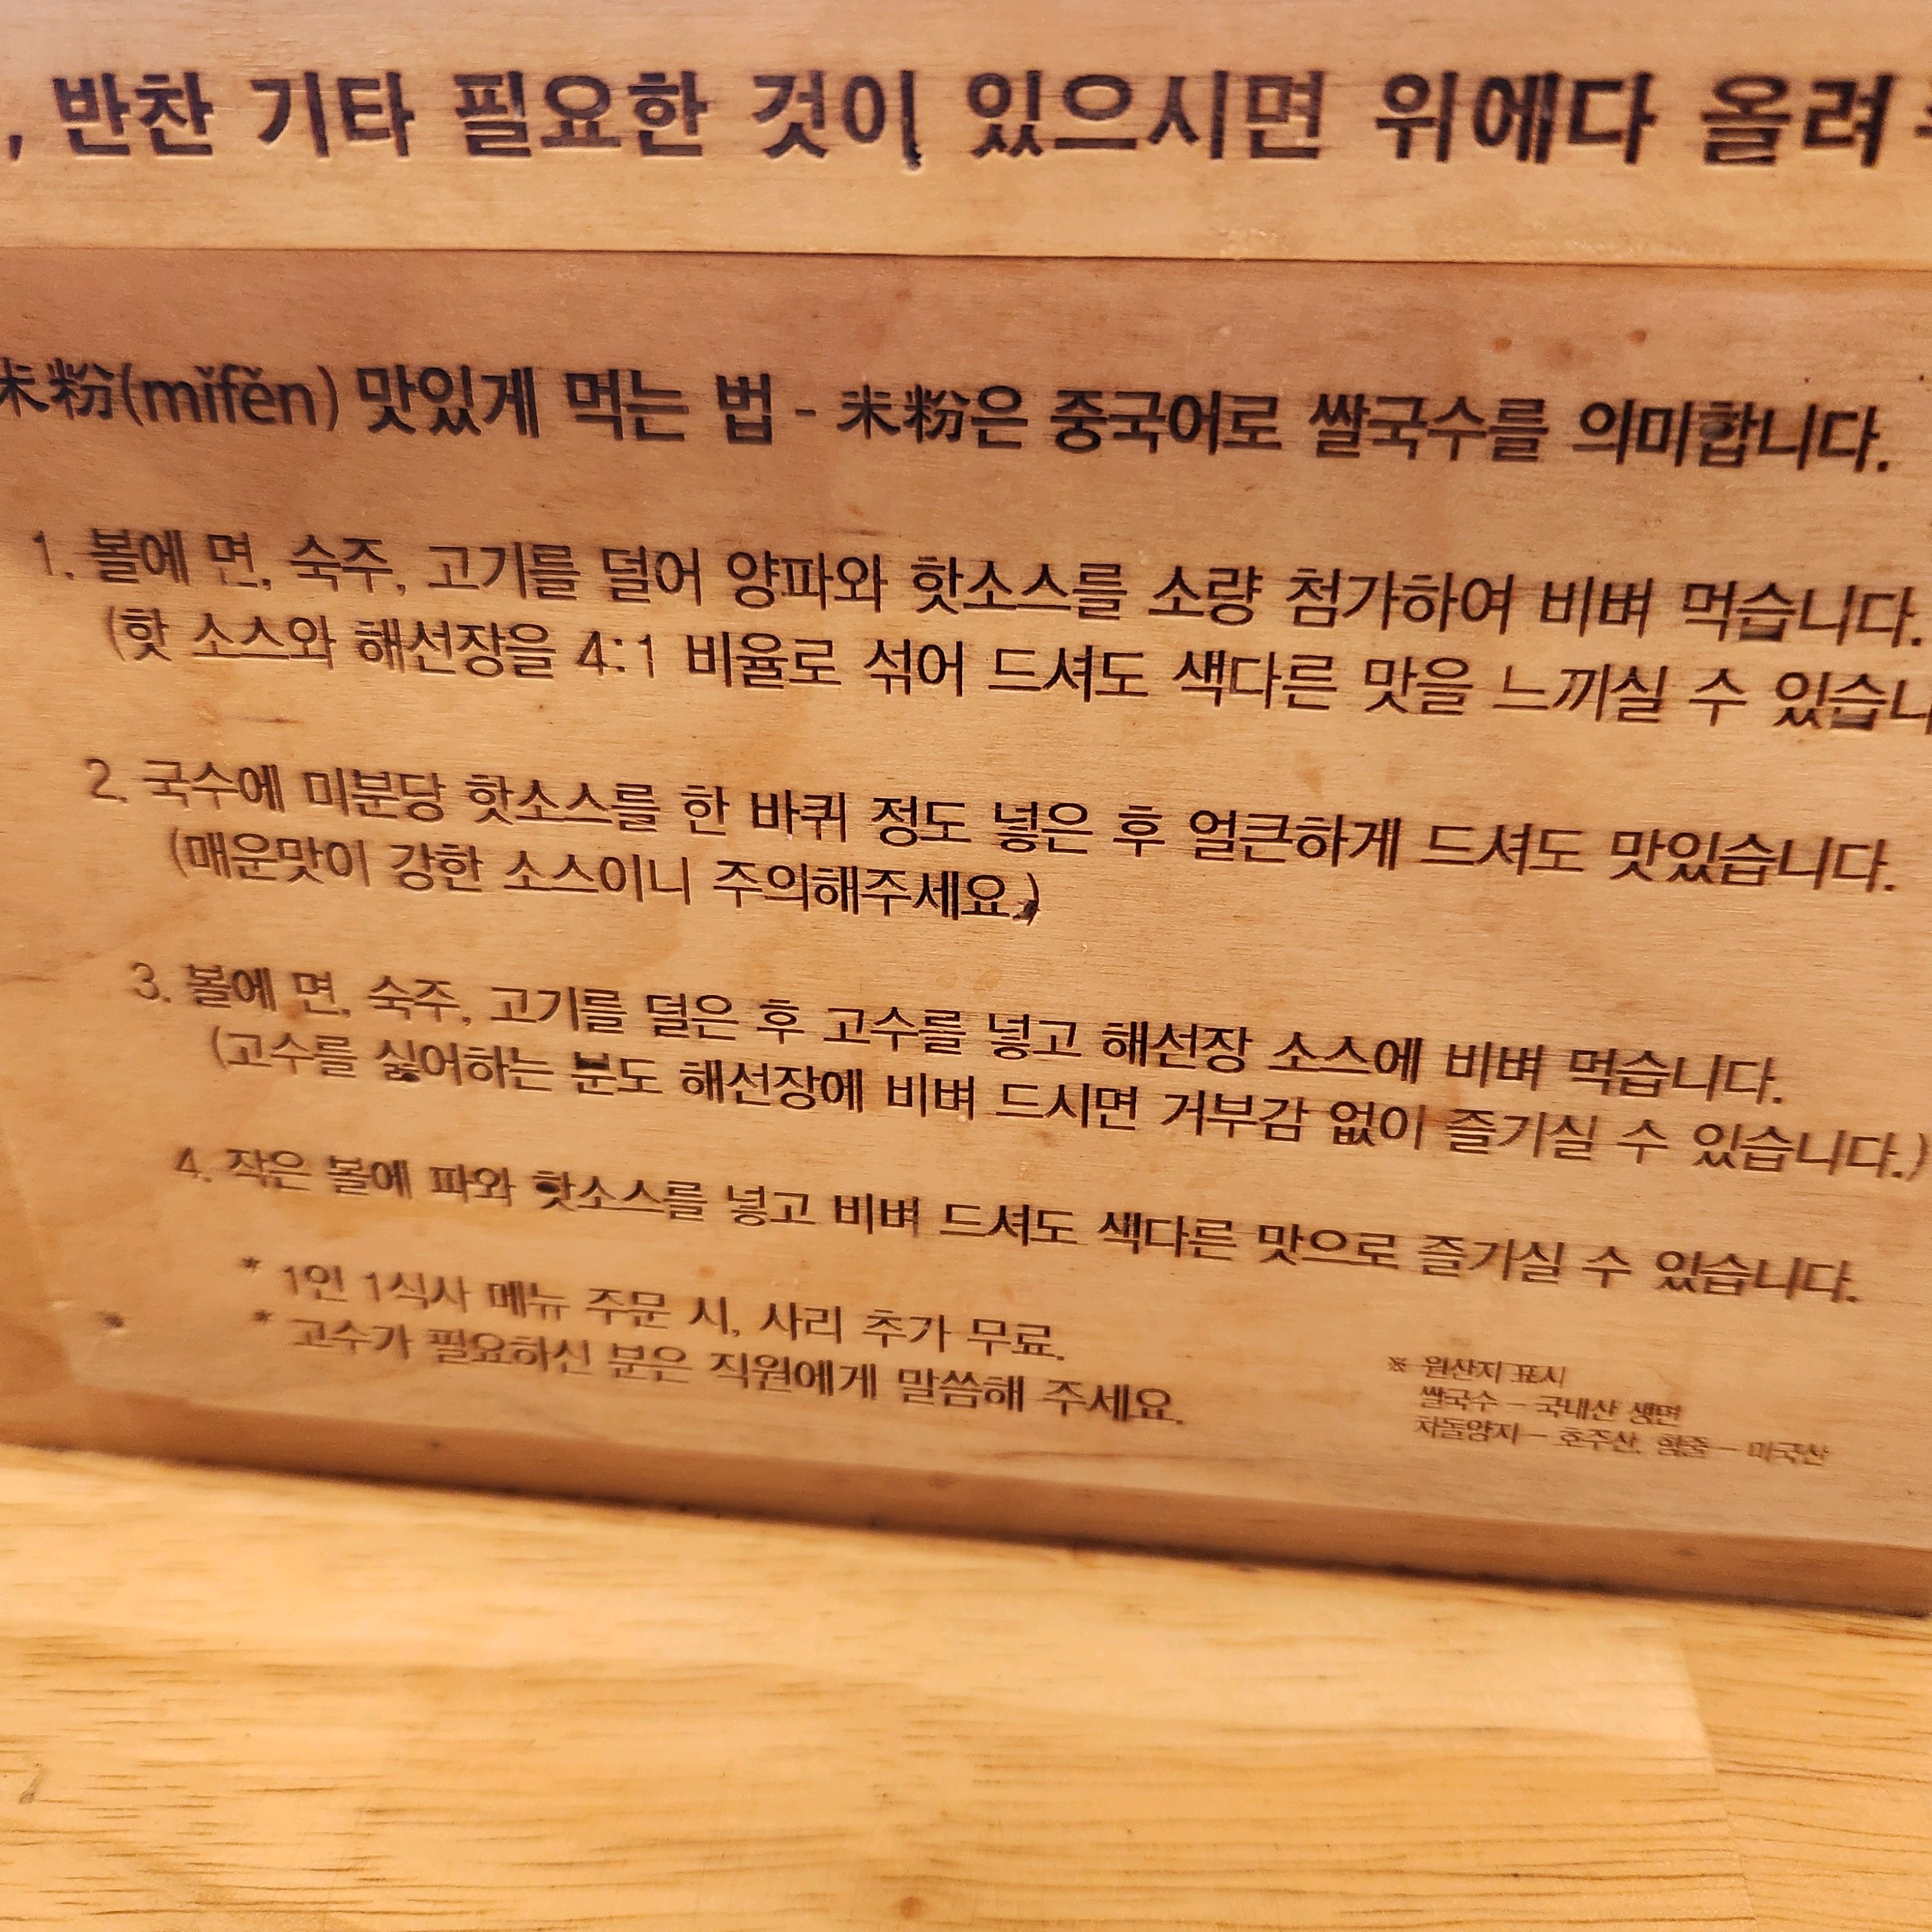 , 반찬 기타 필요한 것이 있으시면 위에다 올려
米粉(mǐfěn) 맛있게 먹는 법 - 米粉은 중국어로 쌀국수를 의미합니다.
1. 볼에 면, 숙주, 고기를 덜어 양파와 핫소스를 소량 첨가하여 비벼 먹습니다.
(핫 소스와 해선장을 4:1 비율로 섞어 드셔도 색다른 맛을 느끼실 수 있습니
2. 국수에 미분당 핫소스를 한 바퀴 정도 넣은 후 얼큰하게 드셔도 맛있습니다.
(매운맛이 강한 소스이니 주의해주세요.)
3. 볼에 면, 숙주, 고기를 덜은 후 고수를 넣고 해선장 소스에 비벼 먹습니다.
(고수를 싫어하는 분도 해선장에 비벼 드시면 거부감 없이 즐기실 수 있습니다.)
4. 작은 볼에 파와 핫소스를 넣고 비벼 드셔도 색다른 맛으로 즐기실 수 있습니다.
* 1인 1식사 메뉴 주문 시, 사리 추가 무료.
* 고수가 필요하신 분은 직원에게 말씀해 주세요.
※ 원산지 표시
쌀국수 - 국내산 생면
차돌양지 - 호주산, 힘줄 - 미국산